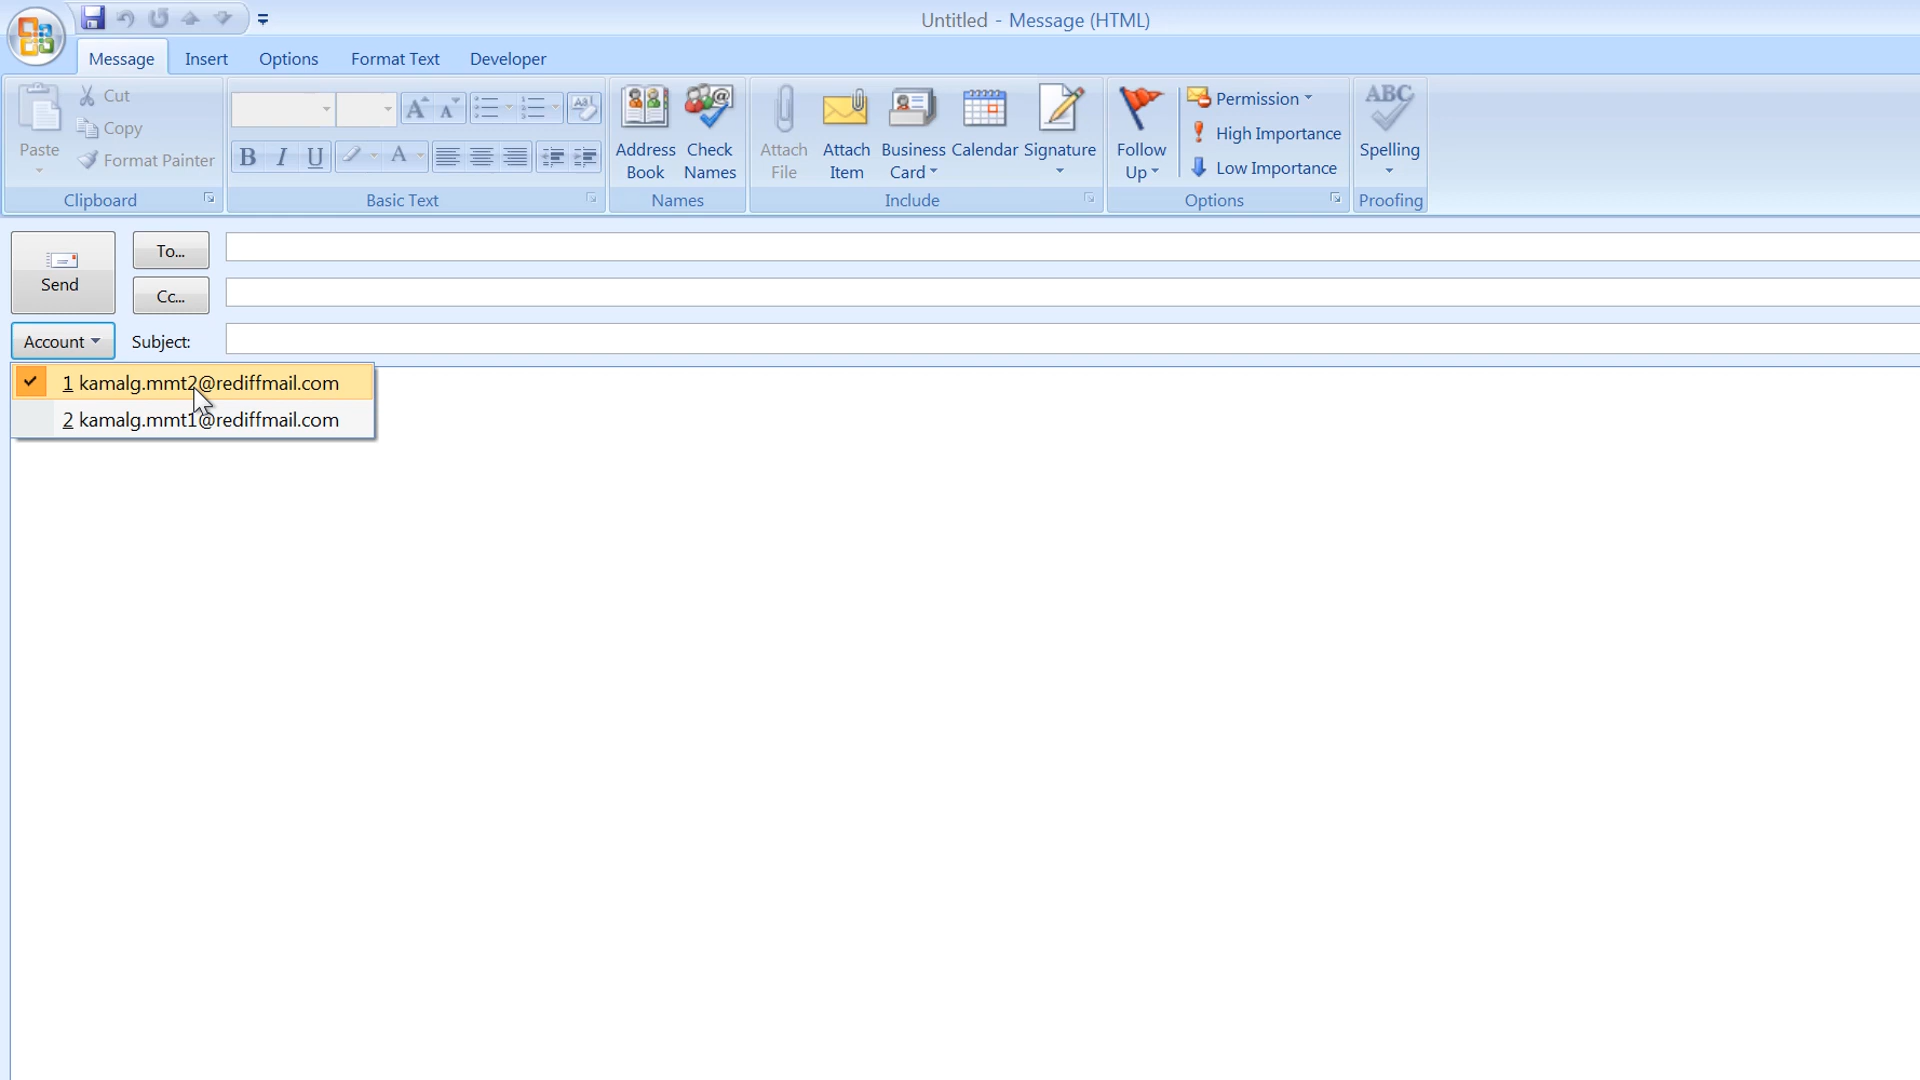 Untitled - Message (HTML)
Message Insert Options Format Text Developer
Paste
Cut
Copy
Format Painter
Clipboard
B I U A
Basic Text
Address Book
Check Names
Names
Attach File
Attach Item
Business Card
Calendar
Signature
Include
Follow Up
Permission
High Importance
Low Importance
Options
ABC
Spelling
Proofing
Send
To...
Cc...
Account
Subject:
1 kamalg.mmt2@rediffmail.com
2 kamalg.mmt1@rediffmail.com